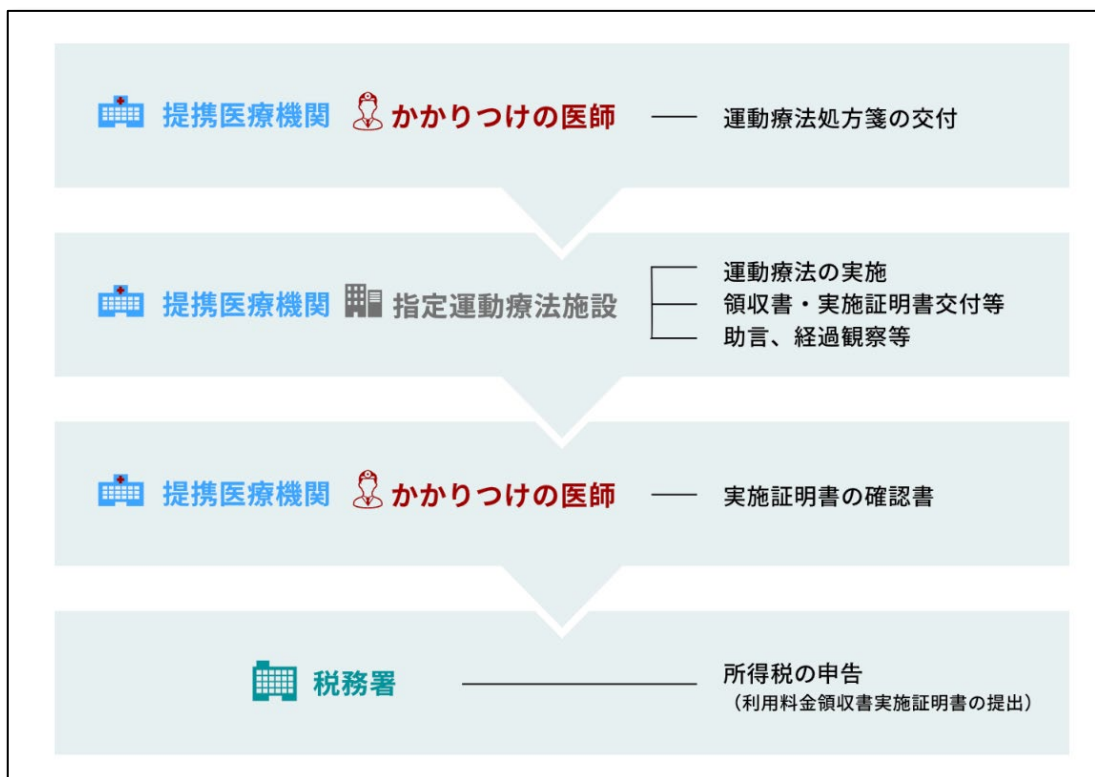 提携医療機関 かかりつけの医師 運動療法処方箋の交付
提携医療機関 指定運動療法施設
運動療法の実施
領収書・実施証明書交付等
助言、経過観察等
提携医療機関 かかりつけの医師 実施証明書の確認書
税務署
所得税の申告
（利用料金領収書実施証明書の提出）